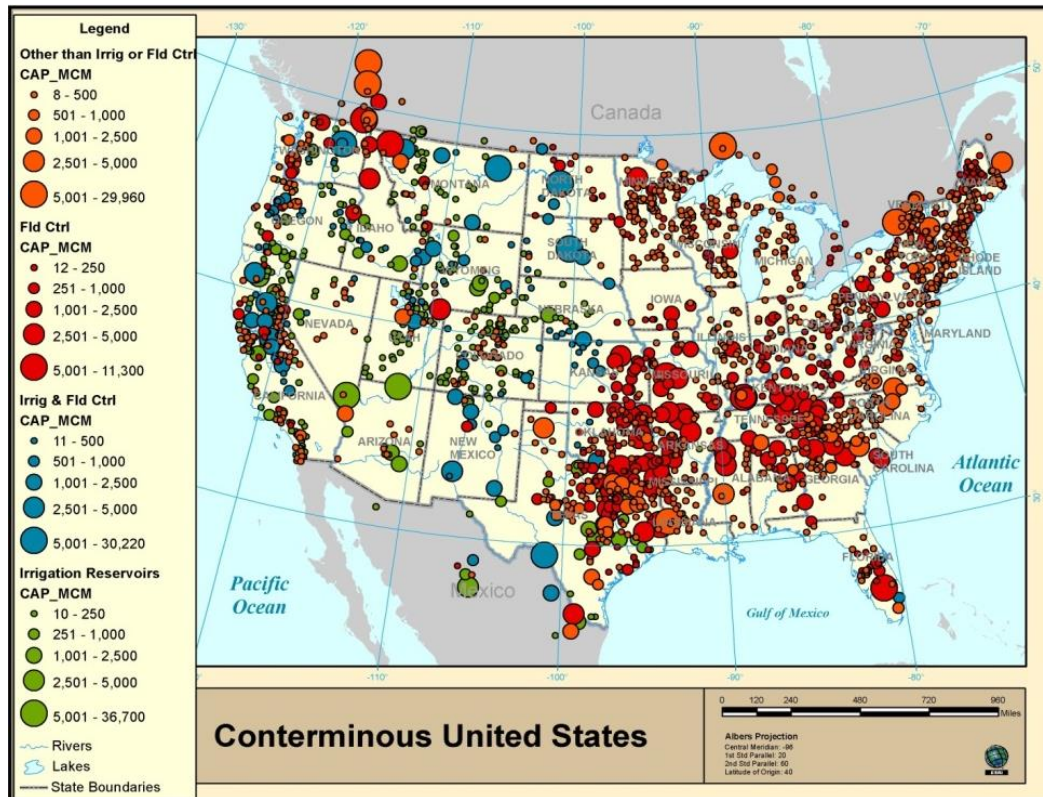 Legend
Other than Irrig or Fld Ctrl
CAP_MCM
8 - 500
501 - 1,000
1,001 - 2,500
2,501 - 5,000
5,001 - 29,960
Fld Ctrl
CAP_MCM
12 - 250
251 - 1,000
1,001 - 2,500
2,501 - 5,000
5,001 - 11,300
Irrig & Fld Ctrl
CAP_MCM
11 - 500
501 - 1,000
1,001 - 2,500
2,501 - 5,000
5,001 - 30,220
Irrigation Reservoirs
CAP_MCM
10 - 250
251 - 1,000
1,001 - 2,500
2,501 - 5,000
5,001 - 36,700
Rivers
Lakes
State Boundaries
-130°
-120°
-110°
-100°
-90°
-80°
-70°
50°
40°
30°
Canada
MONTANA
NORTH
DAKOTA
OREGON
IDAHO
WYOMING
SOUTH
DAKOTA
WISCONSIN
MICHIGAN
RHODE
ISLAND
NEVADA
UTAH
NEBRASKA
IOWA
ILLINOIS
INDIANA
PENNSYLVANIA
MARYLAND
VIRGINIA
CALIFORNIA
MISSOURI
KENTUCKY
TENNESSEE
ARIZONA
NEW
MEXICO
ARKANSAS
SOUTH
CAROLINA
MISSISSIPPI
ALABAMA
GEORGIA
FLORIDA
Atlantic
Ocean
Pacific
Ocean
Mexico
Gulf of Mexico
-110°
-100°
-90°
-80°
Conterminous United States
0 120 240 480 720 960
Miles
Albers Projection
Central Meridian: -96
1st Std Parallel: 20
2nd Std Parallel: 60
Latitude of Origin: 40